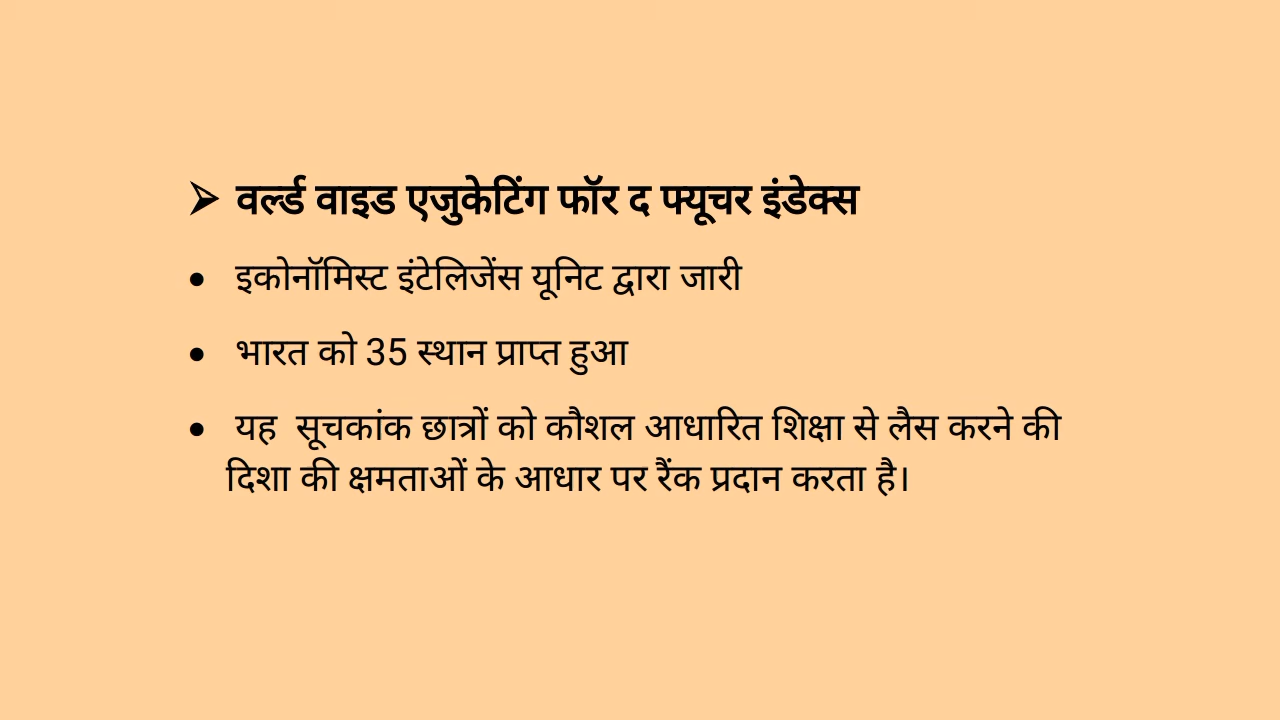 ➢ वर्ल्ड वाइड एजुकेटिंग फॉर द फ्यूचर इंडेक्स
• इकोनॉमिस्ट इंटेलिजेंस यूनिट द्वारा जारी
• भारत को 35 स्थान प्राप्त हुआ
• यह सूचकांक छात्रों को कौशल आधारित शिक्षा से लैस करने की
दिशा की क्षमताओं के आधार पर रैंक प्रदान करता है।